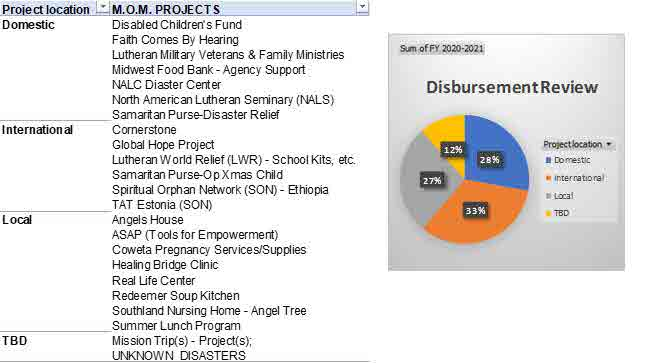 Project location M.O.M. PROJECTS
Domestic Disabled Children's Fund
Faith Comes By Hearing
Lutheran Military Veterans & Family Ministries
Midwest Food Bank - Agency Support
NALC Diaster Center
North American Lutheran Seminary (NALS)
Samaritan Purse-Disaster Relief
International Cornerstone
Global Hope Project
Lutheran World Relief (LWR) - School Kits, etc.
Samaritan Purse-Op Xmas Child
Spiritual Orphan Network (SON) - Ethiopia
TAT Estonia (SON)
Local Angels House
ASAP (Tools for Empowerment)
Coweta Pregnancy Services/Supplies
Healing Bridge Clinic
Real Life Center
Redeemer Soup Kitchen
Southland Nursing Home - Angel Tree
Summer Lunch Program
TBD Mission Trip(s) - Project(s);
UNKNOWN DISASTERS
Sum of FY 2020-2021
Disbursement Review
12%
28%
27%
33%
Project location
Domestic
International
Local
TBD